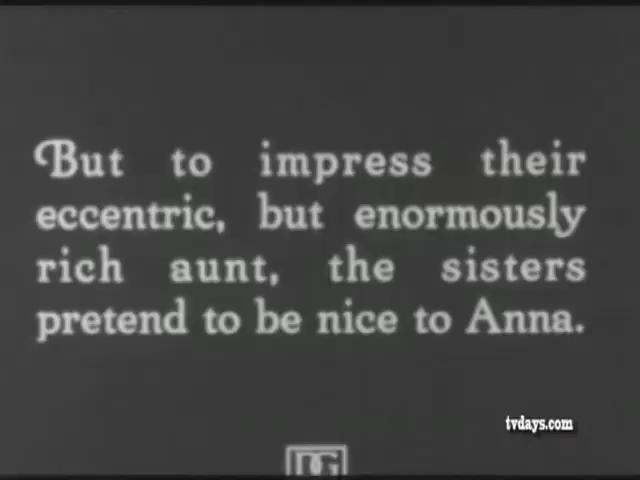 But to impress their
eccentric, but enormously
rich aunt, the sisters
pretend to be nice to Anna.
tvdays.com
DG